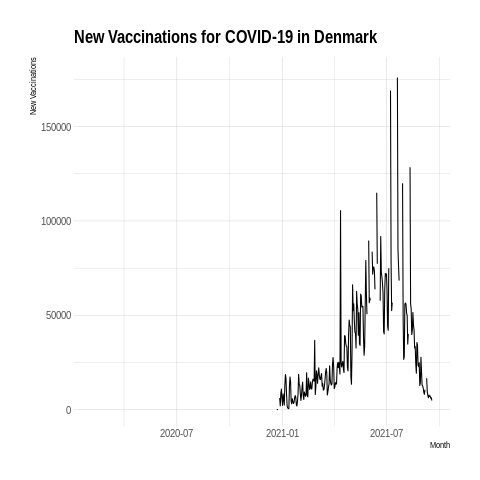 New Vaccinations for COVID-19 in Denmark
New Vaccinations
150000
100000
50000
0
2020-07
2021-01
2021-07
Month